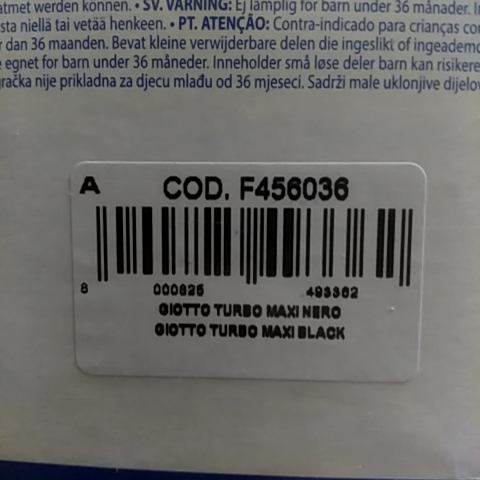 atmet werden können. • SV. VARNING: Ej lämplig för barn under 36 månader. In
sta niellä tai vetää henkeen. • PT. ATENÇÃO: Contra-indicado para crianças co
r dan 36 maanden. Bevat kleine verwijderbare delen die ingeslikt of ingeademd
egnet for barn under 36 måneder. Inneholder små løse deler barn kan risikere
račka nije prikladna za djecu mlađu od 36 mjeseci. Sadrži male uklonjive dijelov
A COD. F456036
8 000825 493362
GIOTTO TURBO MAXI NERO
GIOTTO TURBO MAXI BLACK